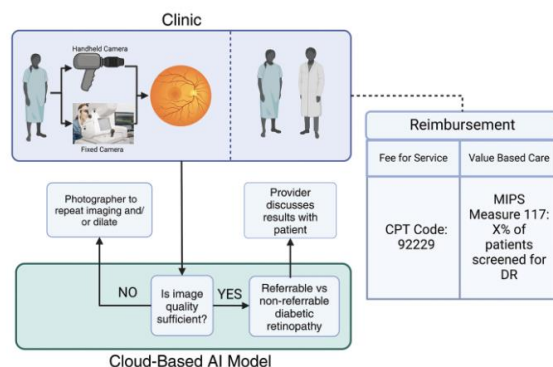 Clinic
Handheld Camera
Fixed Camera
Reimbursement
Fee for Service
Value Based Care
CPT Code:
92229
MIPS
Measure 117:
X% of
patients
screened for
DR
Photographer to
repeat imaging and/
or dilate
Provider
discusses
results with
patient
NO
Is image
quality
sufficient?
YES
Referrable vs
non-referrable
diabetic
retinopathy
Cloud-Based AI Model